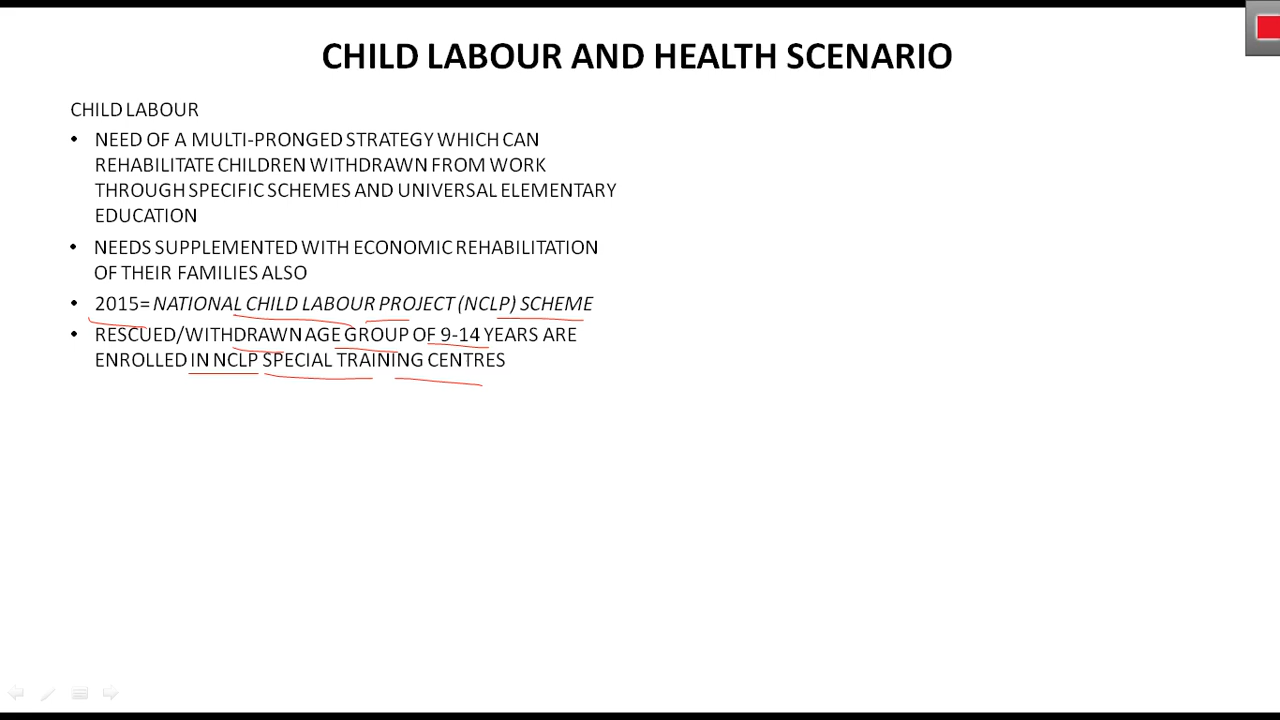 CHILD LABOUR AND HEALTH SCENARIO
CHILD LABOUR
• NEED OF A MULTI-PRONGED STRATEGY WHICH CAN
REHABILITATE CHILDREN WITHDRAWN FROM WORK
THROUGH SPECIFIC SCHEMES AND UNIVERSAL ELEMENTARY
EDUCATION
• NEEDS SUPPLEMENTED WITH ECONOMIC REHABILITATION
OF THEIR FAMILIES ALSO
• 2015= NATIONAL CHILD LABOUR PROJECT (NCLP) SCHEME
• RESCUED/WITHDRAWN AGE GROUP OF 9-14 YEARS ARE
ENROLLED IN NCLP SPECIAL TRAINING CENTRES